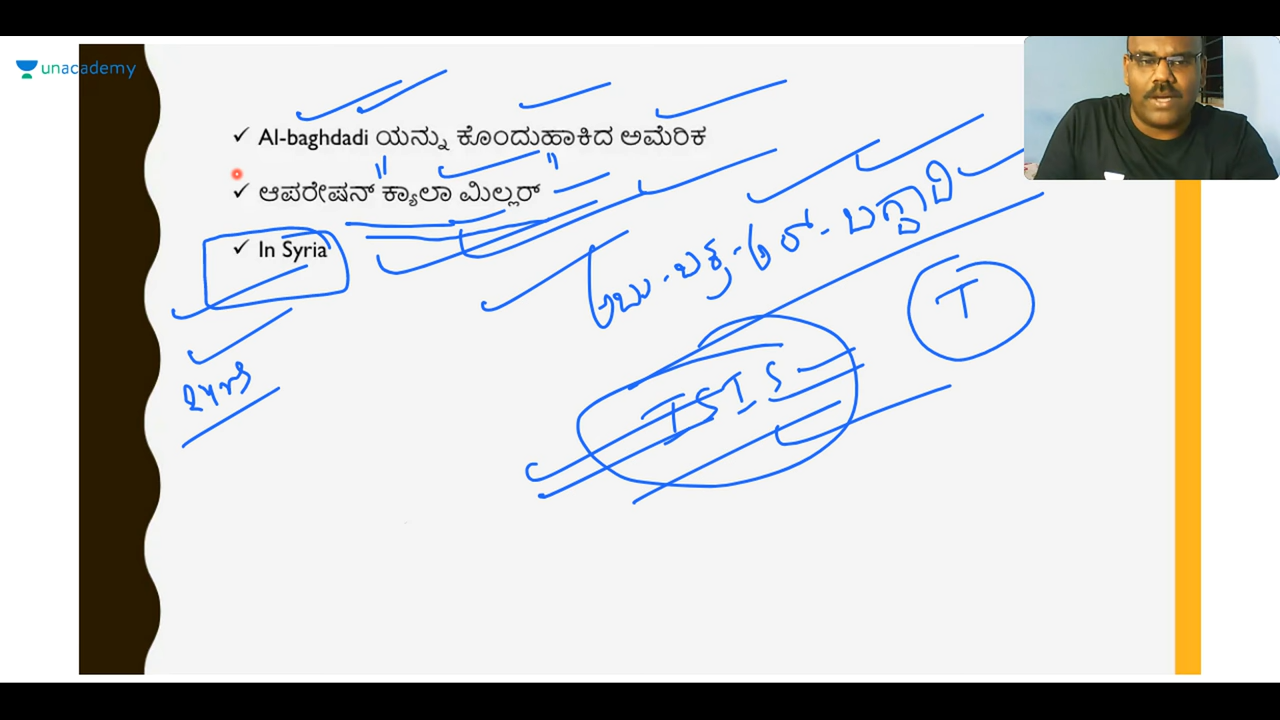 unacademy
✓ Al-baghdadi ಯನ್ನು ಕೊಂದುಹಾಕಿದ ಅಮೆರಿಕ
✓ ಆಪರೇಷನ್ ಕ್ಯಾಲಾ ಮಿಲ್ಲರ್
✓ In Syria
ಅಬು-ಬಕ್ರ-ಅಲ್-ಬಗ್ದಾದಿ
T
ISIS